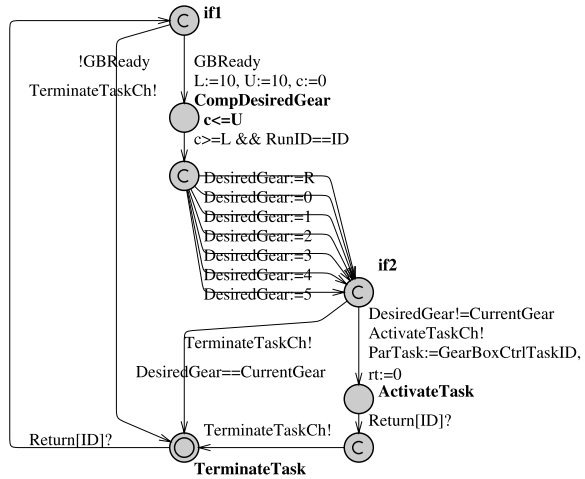 if1
C
!GBReady
GBReady
L:=10, U:=10, c:=0
TerminateTaskCh!
CompDesiredGear
c<=U
c>=L && RunID==ID
C
DesiredGear:=R
DesiredGear:=0
DesiredGear:=1
DesiredGear:=2
DesiredGear:=3
DesiredGear:=4
DesiredGear:=5
if2
C
DesiredGear!=CurrentGear
ActivateTaskCh!
ParTask:=GearBoxCtrlTaskID,
rt:=0
TerminateTaskCh!
DesiredGear==CurrentGear
ActivateTask
Return[ID]?
TerminateTaskCh!
C
Return[ID]?
TerminateTask